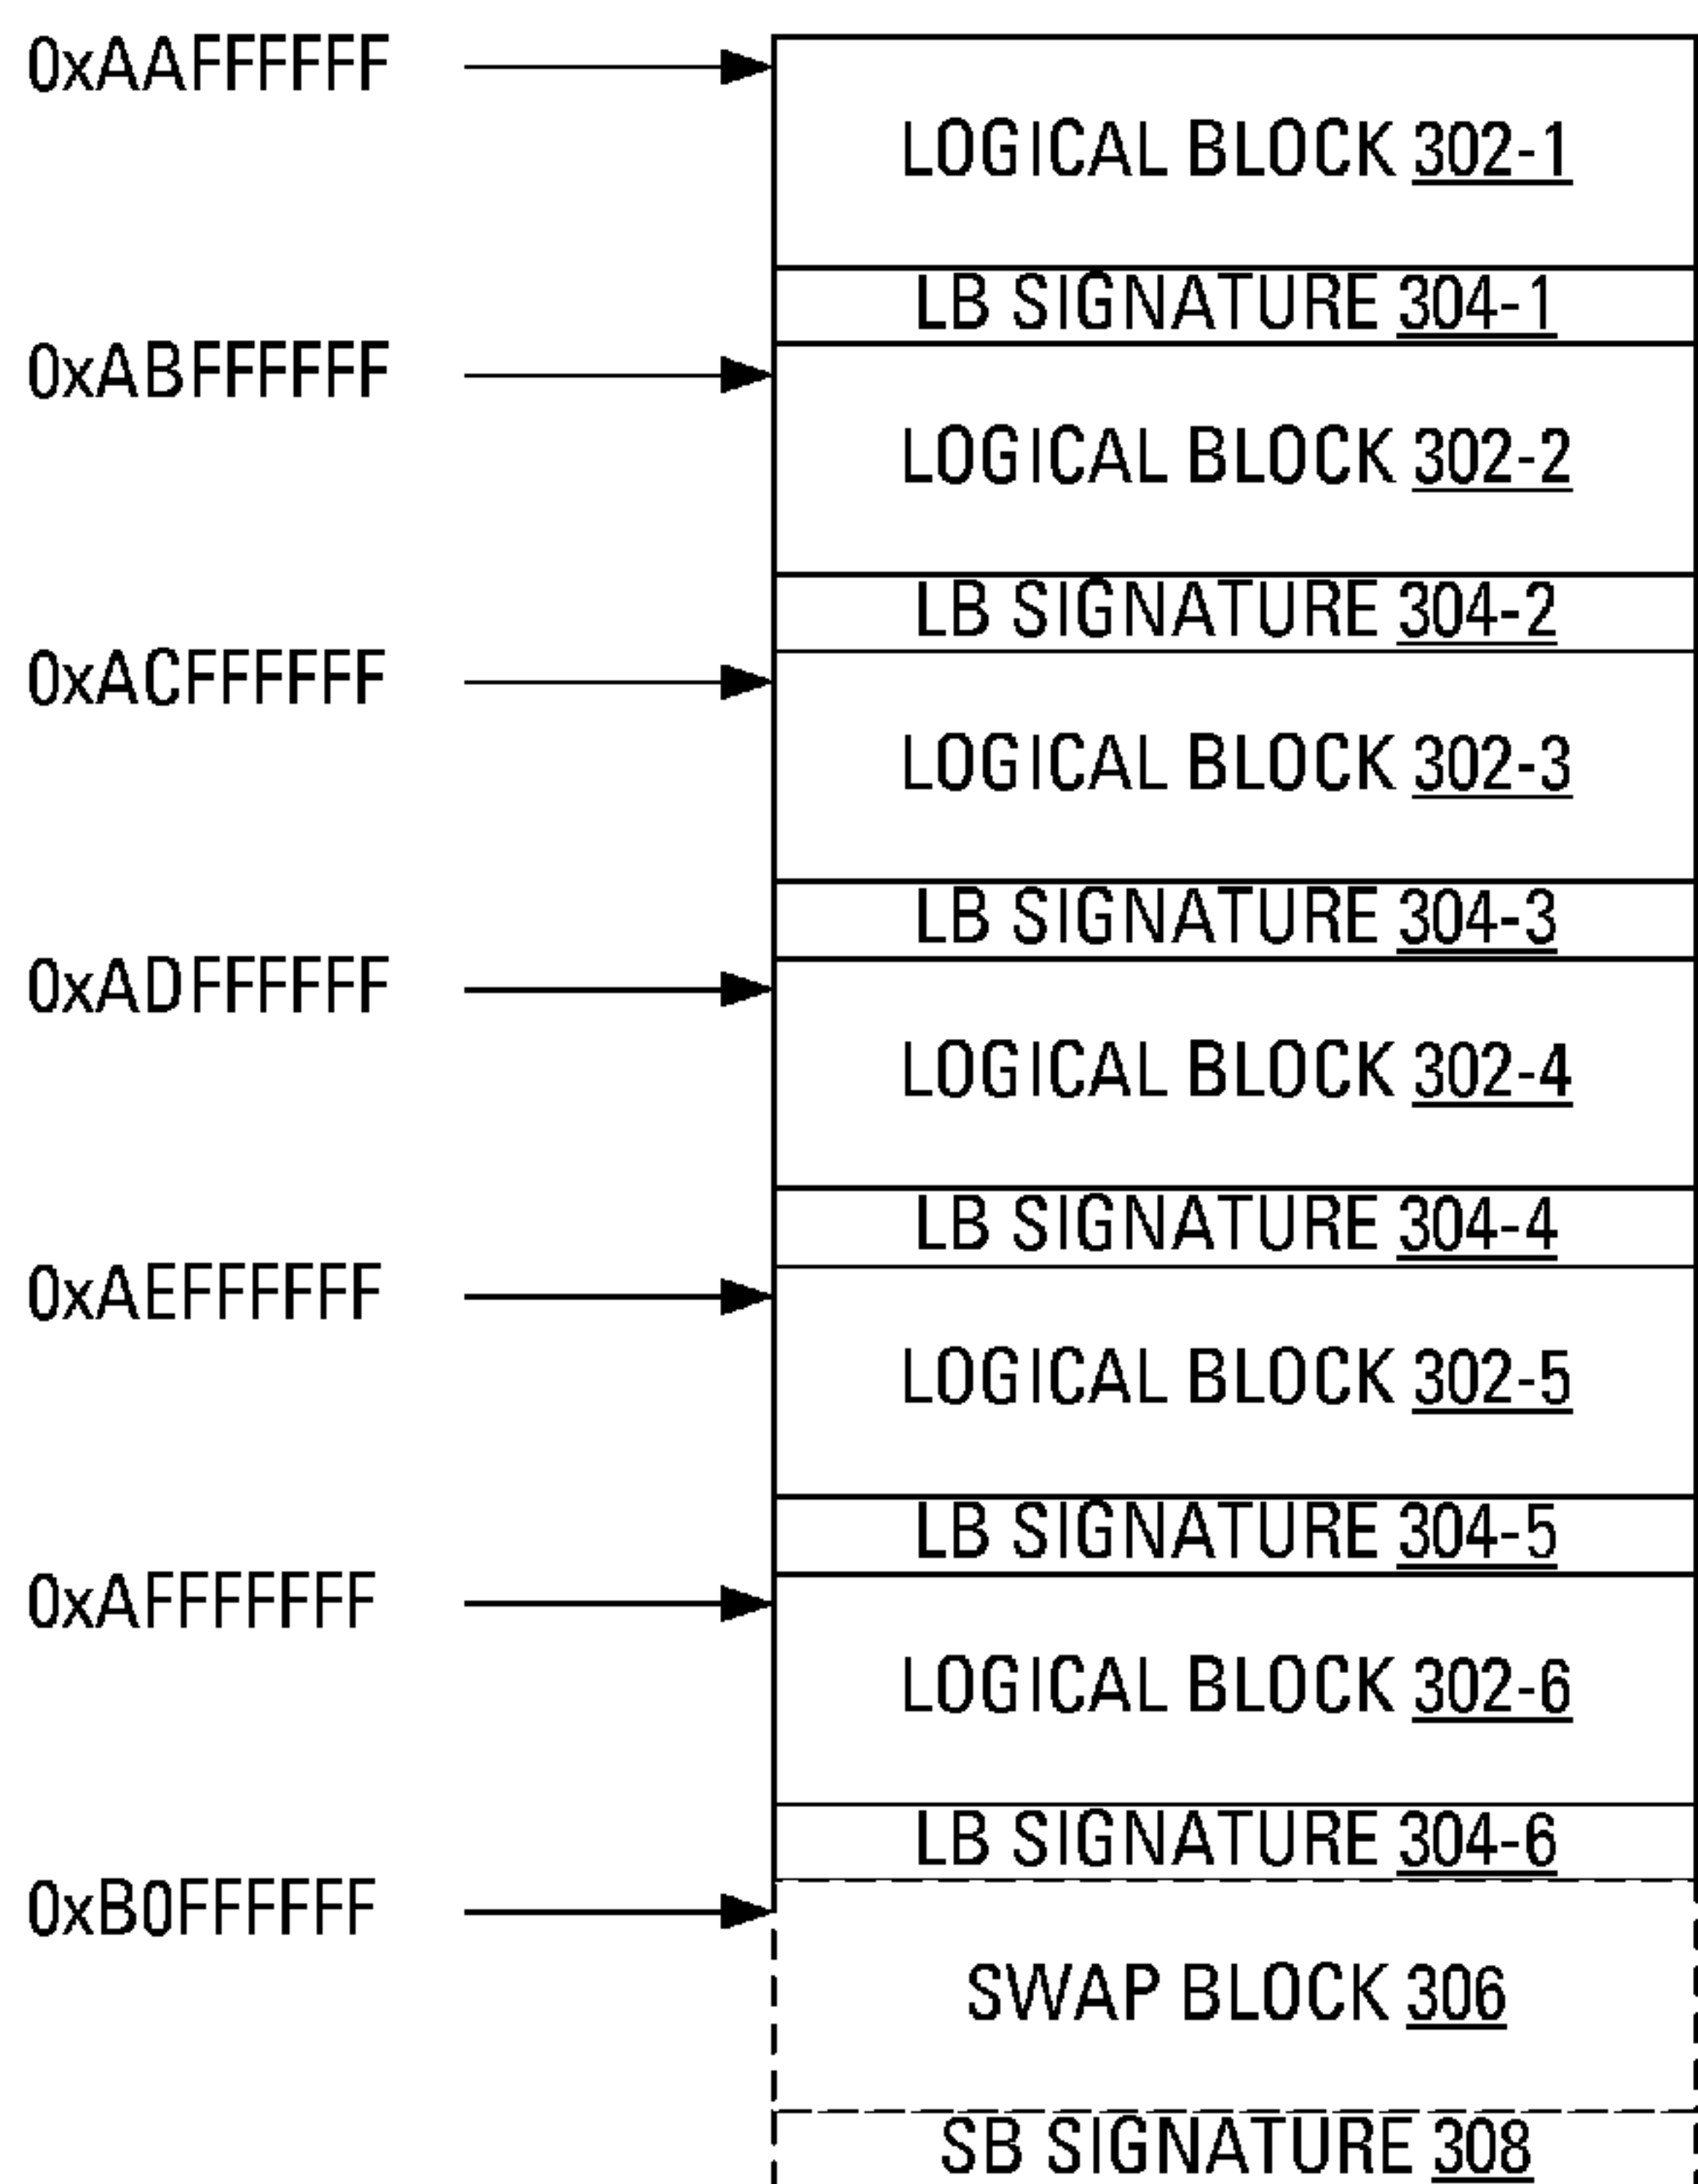 0xAAFFFFFF
LOGICAL BLOCK 302-1
LB SIGNATURE 304-1
0xABFFFFFF
LOGICAL BLOCK 302-2
LB SIGNATURE 304-2
0xACFFFFFF
LOGICAL BLOCK 302-3
LB SIGNATURE 304-3
0xADFFFFFF
LOGICAL BLOCK 302-4
LB SIGNATURE 304-4
0xAEFFFFFF
LOGICAL BLOCK 302-5
LB SIGNATURE 304-5
0xAFFFFFFF
LOGICAL BLOCK 302-6
LB SIGNATURE 304-6
0xB0FFFFFF
SWAP BLOCK 306
SB SIGNATURE 308